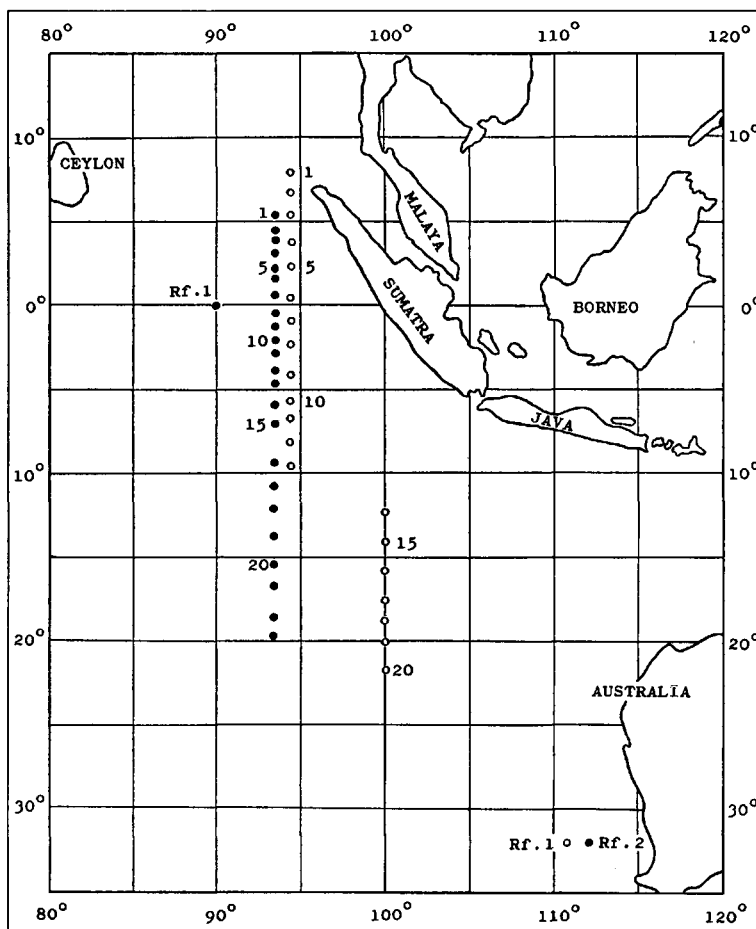 80° 90° 100° 110° 120°
10° 10°
CEYLON
1
MALAYA
1
5 5
Rf.1
SUMATRA
0° BORNEO 0°
10
10
15 JAVA
10° 10°
15
20
20° 20°
20
AUSTRALIA
30° 30°
Rf.1 Rf.2
80° 90° 100° 110° 120°